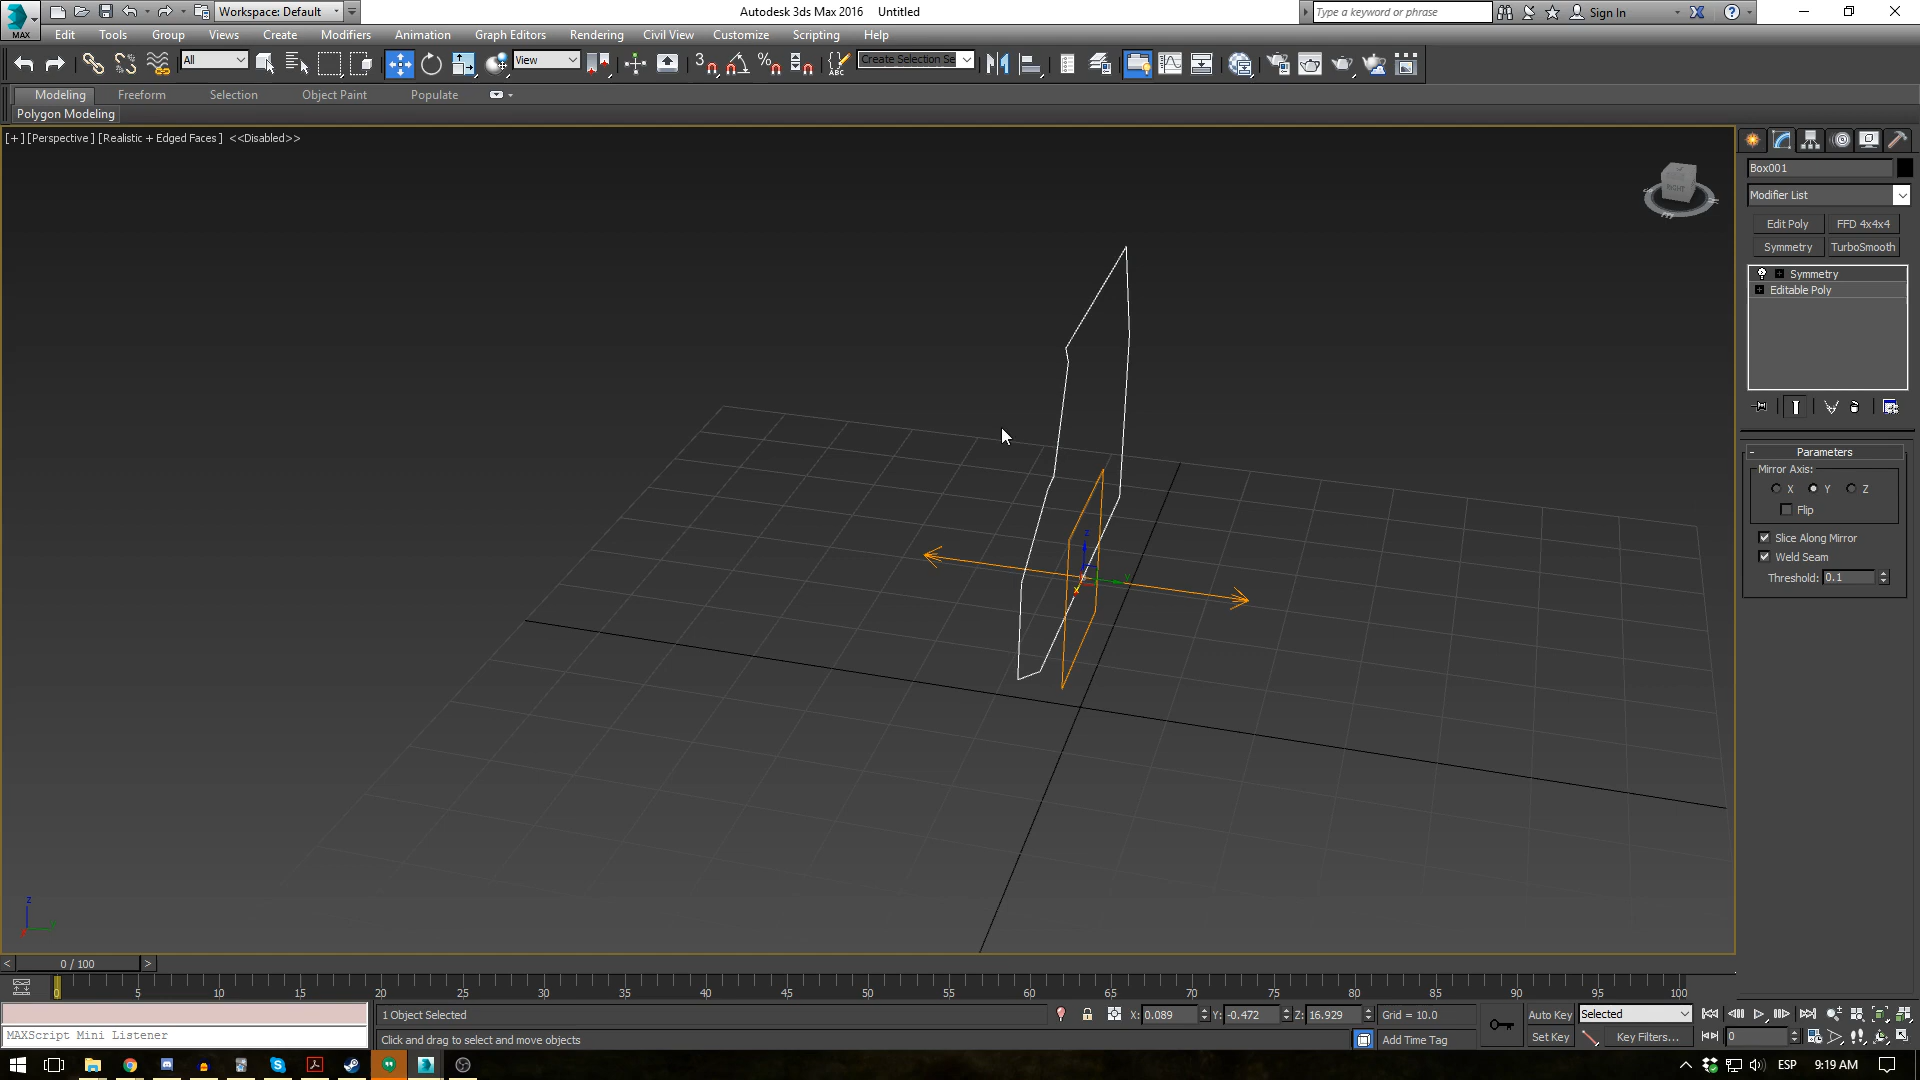 Workspace: Default
Autodesk 3ds Max 2016 Untitled
Type a keyword or phrase
Sign In
MAX
Edit Tools Group Views Create Modifiers Animation Graph Editors Rendering Civil View Customize Scripting Help
All
View
3
ABC
Create Selection Se
Modeling Freeform Selection Object Paint Populate
Polygon Modeling
[+] [Perspective] [Realistic + Edged Faces] <<Disabled>>
RIGHT
Box001
Modifier List
Edit Poly FFD 4x4x4
Symmetry TurboSmooth
Symmetry
Editable Poly
Parameters
Mirror Axis:
X Y Z
Flip
Slice Along Mirror
Weld Seam
Threshold: 0.1
z
y
x
z
0 / 100
0 5 10 15 20 25 30 35 40 45 50 55 60 65 70 75 80 85 90 95 100
1 Object Selected
X: 0.089 Y: -0.472 Z: 16.929 Grid = 10.0
Auto Key Selected
MAXScript Mini Listener
Click and drag to select and move objects
Add Time Tag
Set Key Key Filters... 0
ESP 9:19 AM